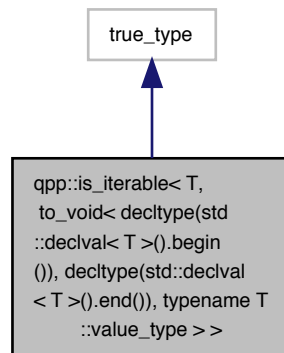 true_type
qpp::is_iterable< T,
to_void< decltype(std
::declval< T >().begin
()), decltype(std::declval
< T >().end()), typename T
::value_type > >